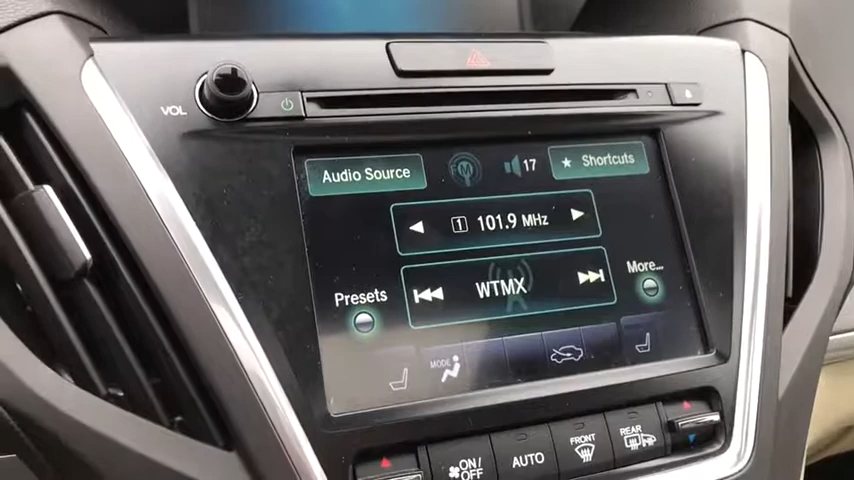 VOL
Audio Source
FM
17
Shortcuts
1 101.9 MHz
WTMX
Presets
More...
MODE
ON/OFF
AUTO
FRONT
REAR